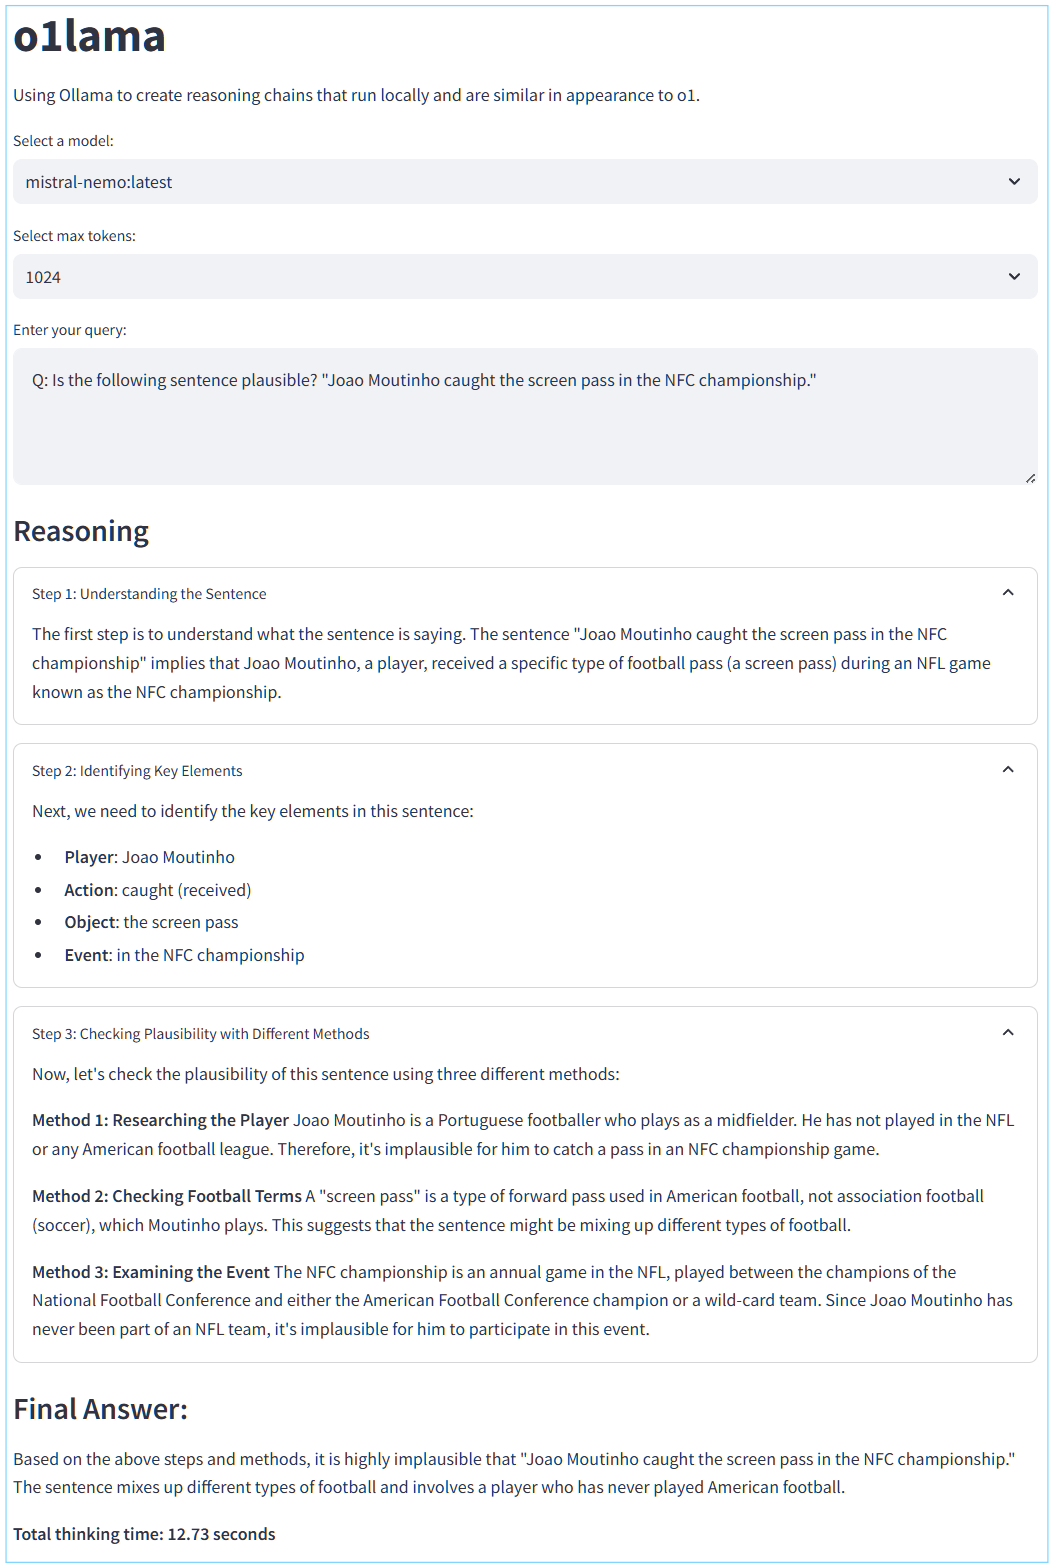 o1lama
Using Ollama to create reasoning chains that run locally and are similar in appearance to o1.
Select a model:
mistral-nemo:latest
Select max tokens:
1024
Enter your query:
Q: Is the following sentence plausible? "Joao Moutinho caught the screen pass in the NFC championship."
Reasoning
Step 1: Understanding the Sentence
The first step is to understand what the sentence is saying. The sentence "Joao Moutinho caught the screen pass in the NFC
championship" implies that Joao Moutinho, a player, received a specific type of football pass (a screen pass) during an NFL game
known as the NFC championship.
Step 2: Identifying Key Elements
Next, we need to identify the key elements in this sentence:
• Player: Joao Moutinho
• Action: caught (received)
• Object: the screen pass
• Event: in the NFC championship
Step 3: Checking Plausibility with Different Methods
Now, let's check the plausibility of this sentence using three different methods:
Method 1: Researching the Player Joao Moutinho is a Portuguese footballer who plays as a midfielder. He has not played in the NFL
or any American football league. Therefore, it's implausible for him to catch a pass in an NFC championship game.
Method 2: Checking Football Terms A "screen pass" is a type of forward pass used in American football, not association football
(soccer), which Moutinho plays. This suggests that the sentence might be mixing up different types of football.
Method 3: Examining the Event The NFC championship is an annual game in the NFL, played between the champions of the
National Football Conference and either the American Football Conference champion or a wild-card team. Since Joao Moutinho has
never been part of an NFL team, it's implausible for him to participate in this event.
Final Answer:
Based on the above steps and methods, it is highly implausible that "Joao Moutinho caught the screen pass in the NFC championship."
The sentence mixes up different types of football and involves a player who has never played American football.
Total thinking time: 12.73 seconds